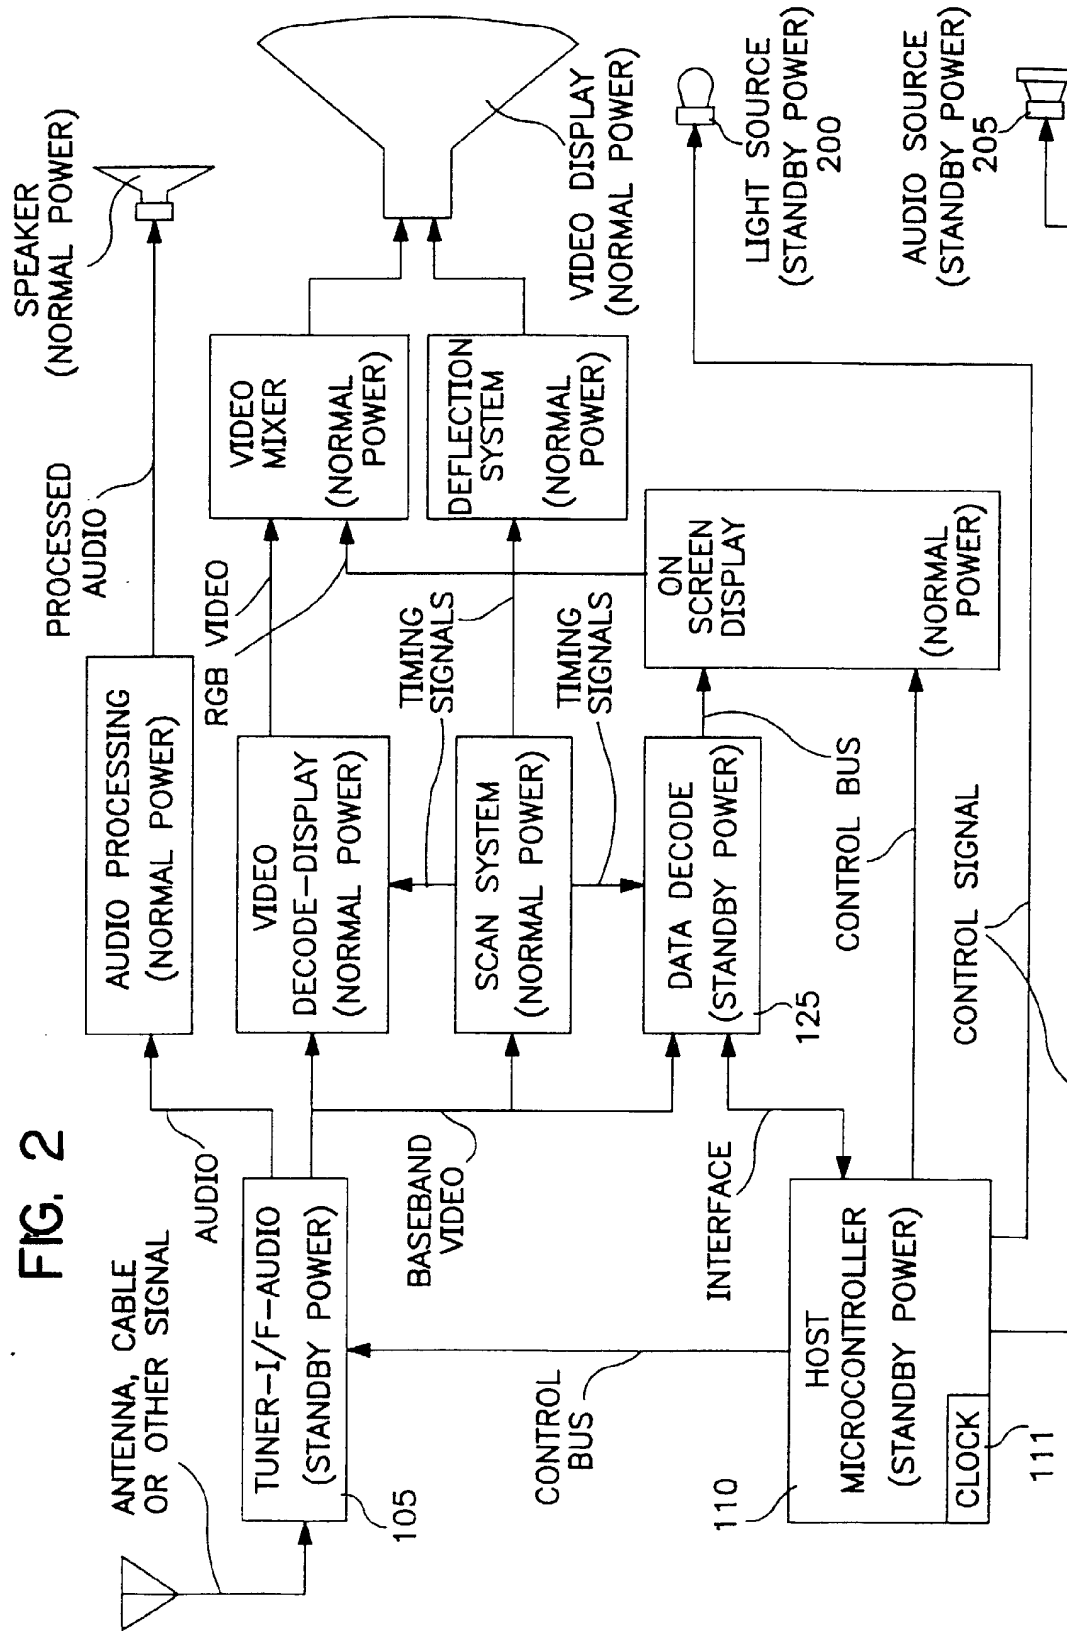 FIG. 2
ANTENNA, CABLE
OR OTHER SIGNAL
TUNER-I/F-AUDIO
(STANDBY POWER)
105
AUDIO
BASEBAND
VIDEO
CONTROL
BUS
INTERFACE
110
HOST
MICROCONTROLLER
(STANDBY POWER)
CLOCK
111
AUDIO PROCESSING
(NORMAL POWER)
VIDEO
DECODE-DISPLAY
(NORMAL POWER)
TIMING
SIGNALS
SCAN SYSTEM
(NORMAL POWER)
TIMING
SIGNALS
DATA DECODE
(STANDBY POWER)
125
CONTROL BUS
CONTROL SIGNAL
PROCESSED
AUDIO
RGB VIDEO
VIDEO
MIXER
(NORMAL
POWER)
DEFLECTION
SYSTEM
(NORMAL
POWER)
ON
SCREEN
DISPLAY
(NORMAL
POWER)
SPEAKER
(NORMAL POWER)
VIDEO DISPLAY
(NORMAL POWER)
LIGHT SOURCE
(STANDBY POWER)
200
AUDIO SOURCE
(STANDBY POWER)
205